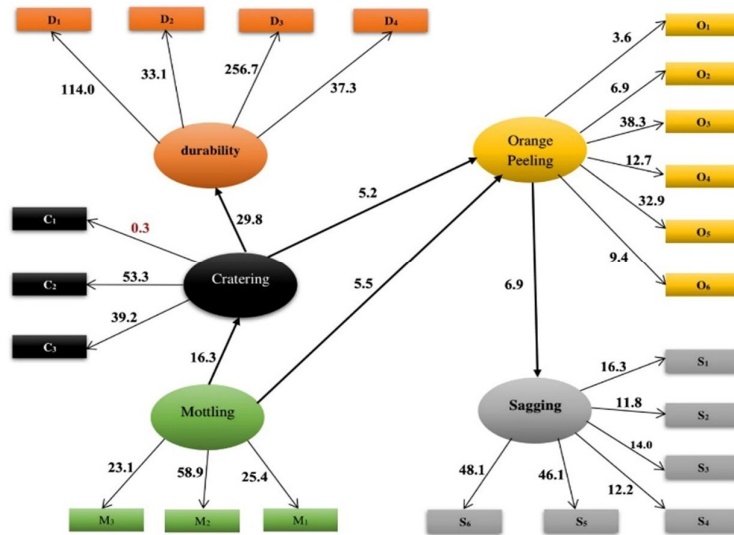 D1
D2
D3
D4
114.0
33.1
256.7
37.3
durability
O1
O2
O3
O4
O5
O6
3.6
6.9
38.3
12.7
32.9
9.4
Orange
Peeling
29.8
5.2
C1
C2
C3
0.3
53.3
39.2
Cratering
5.5
6.9
16.3
Mottling
23.1
58.9
25.4
M3
M2
M1
Sagging
16.3
11.8
14.0
12.2
48.1
46.1
S1
S2
S3
S4
S5
S6